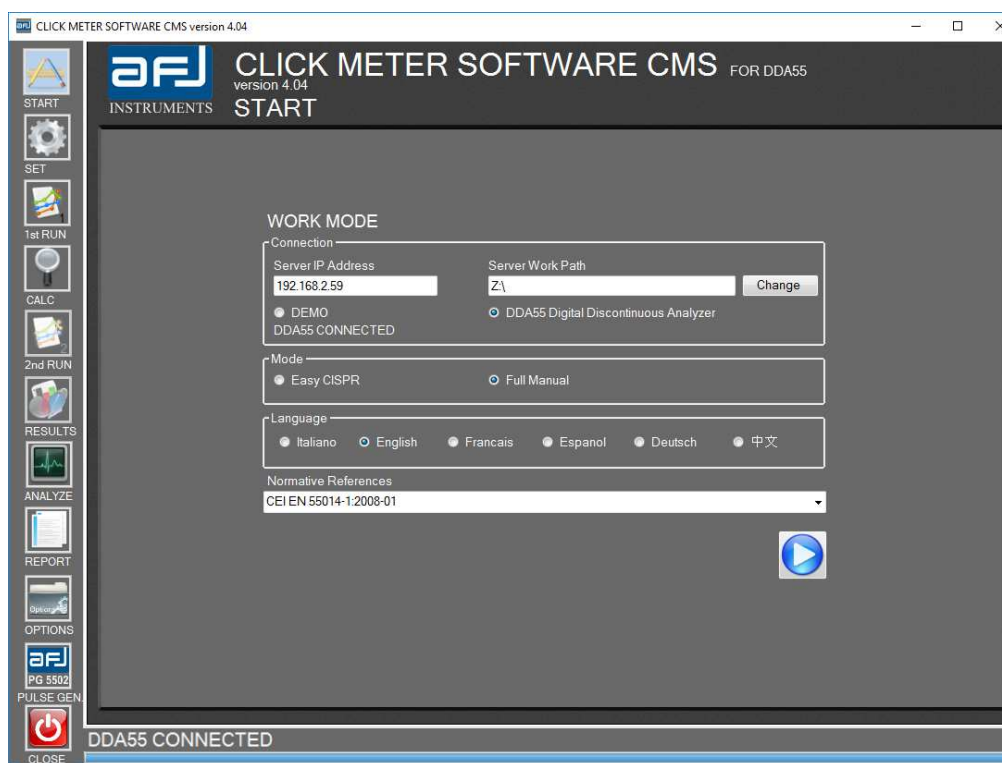 CLICK METER SOFTWARE CMS version 4.04
START
SET
1st RUN
CALC
2nd RUN
RESULTS
ANALYZE
REPORT
Options
OPTIONS
afj
PG 5502
PULSE GEN.
CLOSE
afj
INSTRUMENTS
CLICK METER SOFTWARE CMS FOR DDA55
version 4.04
START
WORK MODE
Connection
Server IP Address Server Work Path
192.168.2.59 Z:\ Change
DEMO DDA55 Digital Discontinuous Analyzer
DDA55 CONNECTED
Mode
Easy CISPR Full Manual
Language
Italiano English Francais Espanol Deutsch 中文
Normative References
CEI EN 55014-1:2008-01
DDA55 CONNECTED